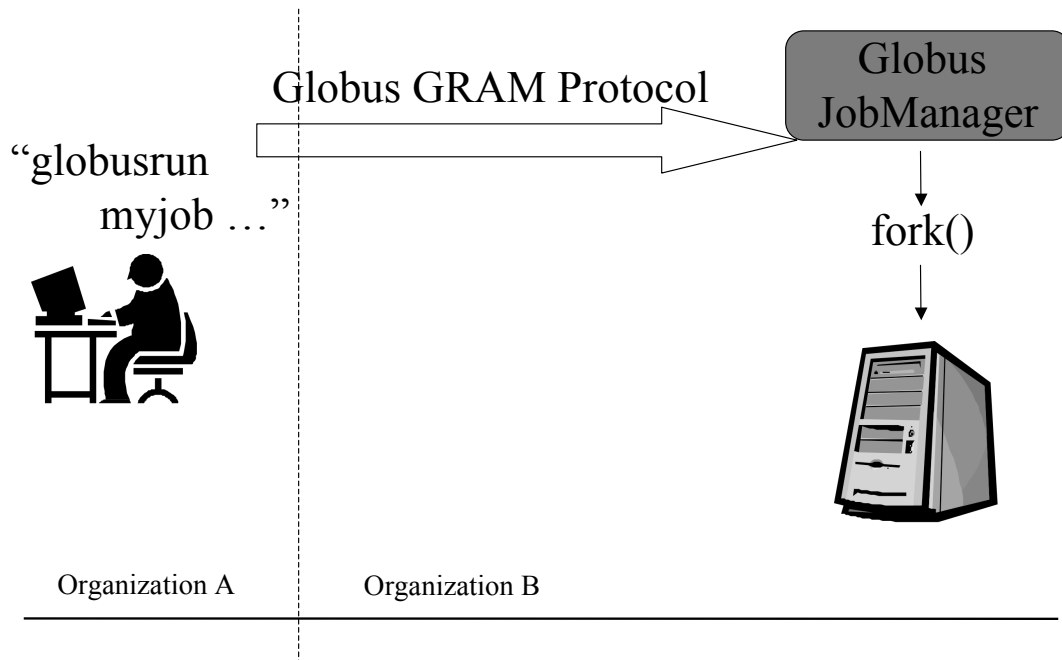 Globus
JobManager
Globus GRAM Protocol
“globusrun
myjob …”
fork()
Organization A
Organization B